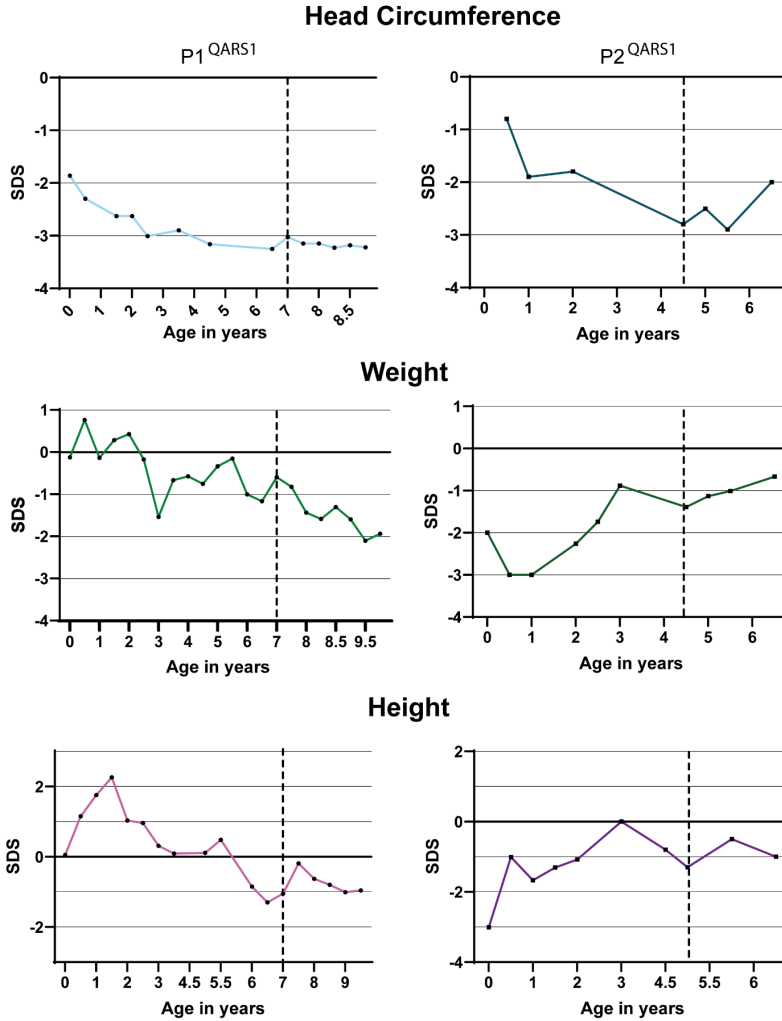 Head Circumference
P1 QARS1
0
-1
-2
-3
-4
SDS
0 1 2 3 4 5 6 7 8 8.5
Age in years
P2 QARS1
0
-1
-2
-3
-4
SDS
0 1 2 3 4 5 6
Age in years
Weight
1
0
-1
-2
-3
-4
SDS
0 1 2 3 4 5 6 7 8 8.5 9.5
Age in years
1
0
-1
-2
-3
-4
SDS
0 1 2 3 4 5 6
Age in years
Height
2
0
-2
SDS
0 1 2 3 4.5 5.5 6 7 8 9
Age in years
2
0
-2
-4
SDS
0 1 2 3 4.5 5.5 6
Age in years